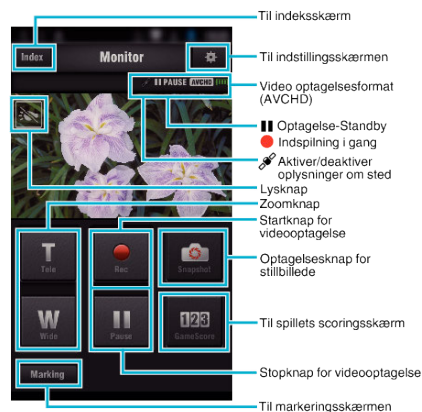 Til indeksskærm
Index
Monitor
Til indstillingsskærmen
PAUSE AVCHD
Video optagelsesformat
(AVCHD)
Optagelse-Standby
Indspilning i gang
Aktiver/deaktiver
oplysninger om sted
Lysknap
Zoomknap
Startknap for
videooptagelse
T
Tele
Rec
Snapshot
Optagelsesknap for
stillbillede
W
Wide
Pause
123
GameScore
Til spillets scoringsskærm
Marking
Stopknap for videooptagelse
Til markeringsskærmen